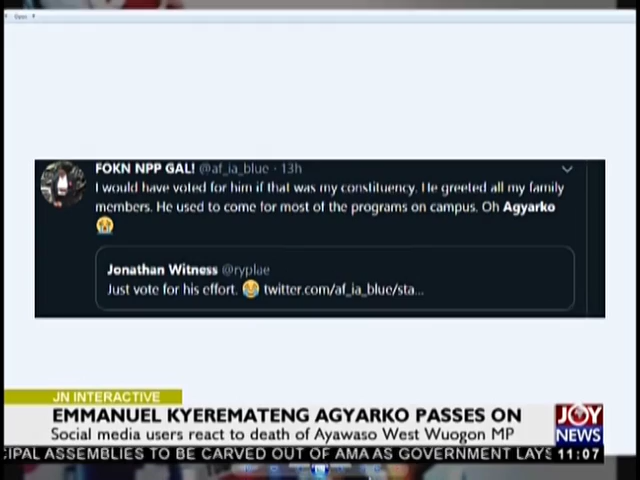 FOKN NPP GAL! @af_ia_blue · 13h
I would have voted for him if that was my constituency. He greeted all my family
members. He used to come for most of the programs on campus. Oh Agyarko
😭
Jonathan Witness @ryplae
Just vote for his effort. 😂 twitter.com/af_ia_blue/sta...
JN INTERACTIVE
EMMANUEL KYEREMATENG AGYARKO PASSES ON
Social media users react to death of Ayawaso West Wuogon MP
JOY
NEWS
CIPAL ASSEMBLIES TO BE CARVED OUT OF AMA AS GOVERNMENT LAYS
11:07